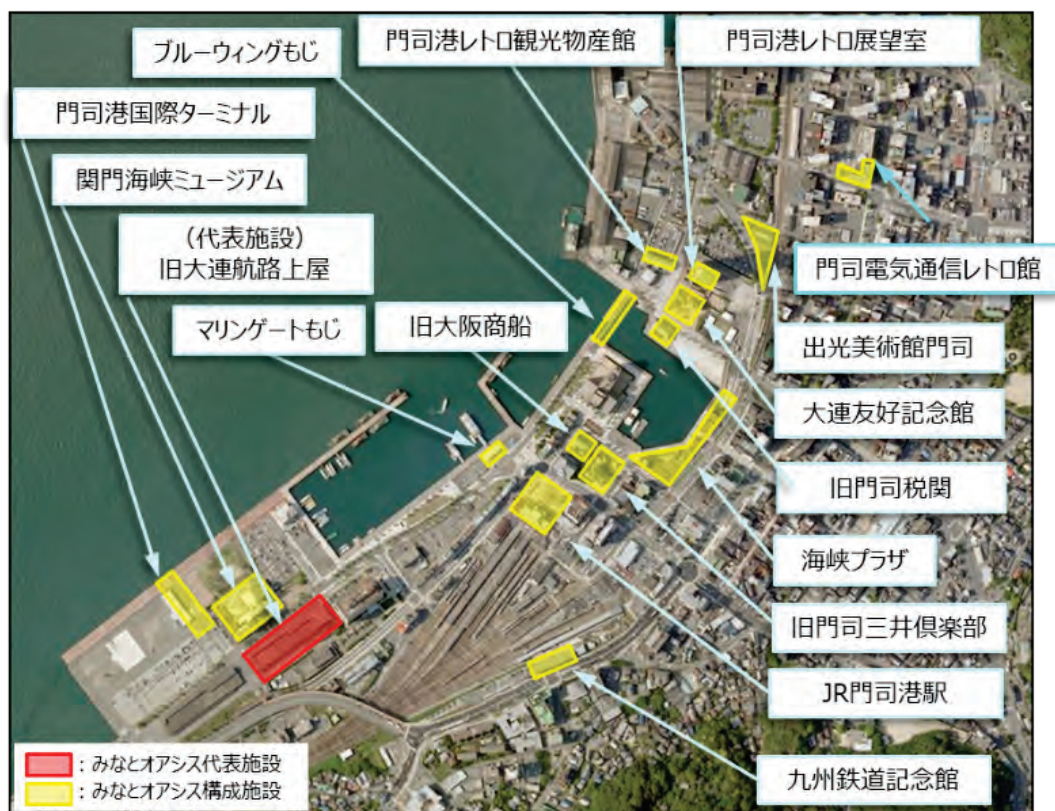 門司港レトロ観光物産館
門司港レトロ展望室
ブルーウィングもじ
門司港国際ターミナル
関門海峡ミュージアム
（代表施設）
旧大連航路上屋
マリンゲートもじ
旧大阪商船
門司電気通信レトロ館
出光美術館門司
大連友好記念館
旧門司税関
海峡プラザ
旧門司三井倶楽部
JR門司港駅
九州鉄道記念館
：みなとオアシス代表施設
：みなとオアシス構成施設